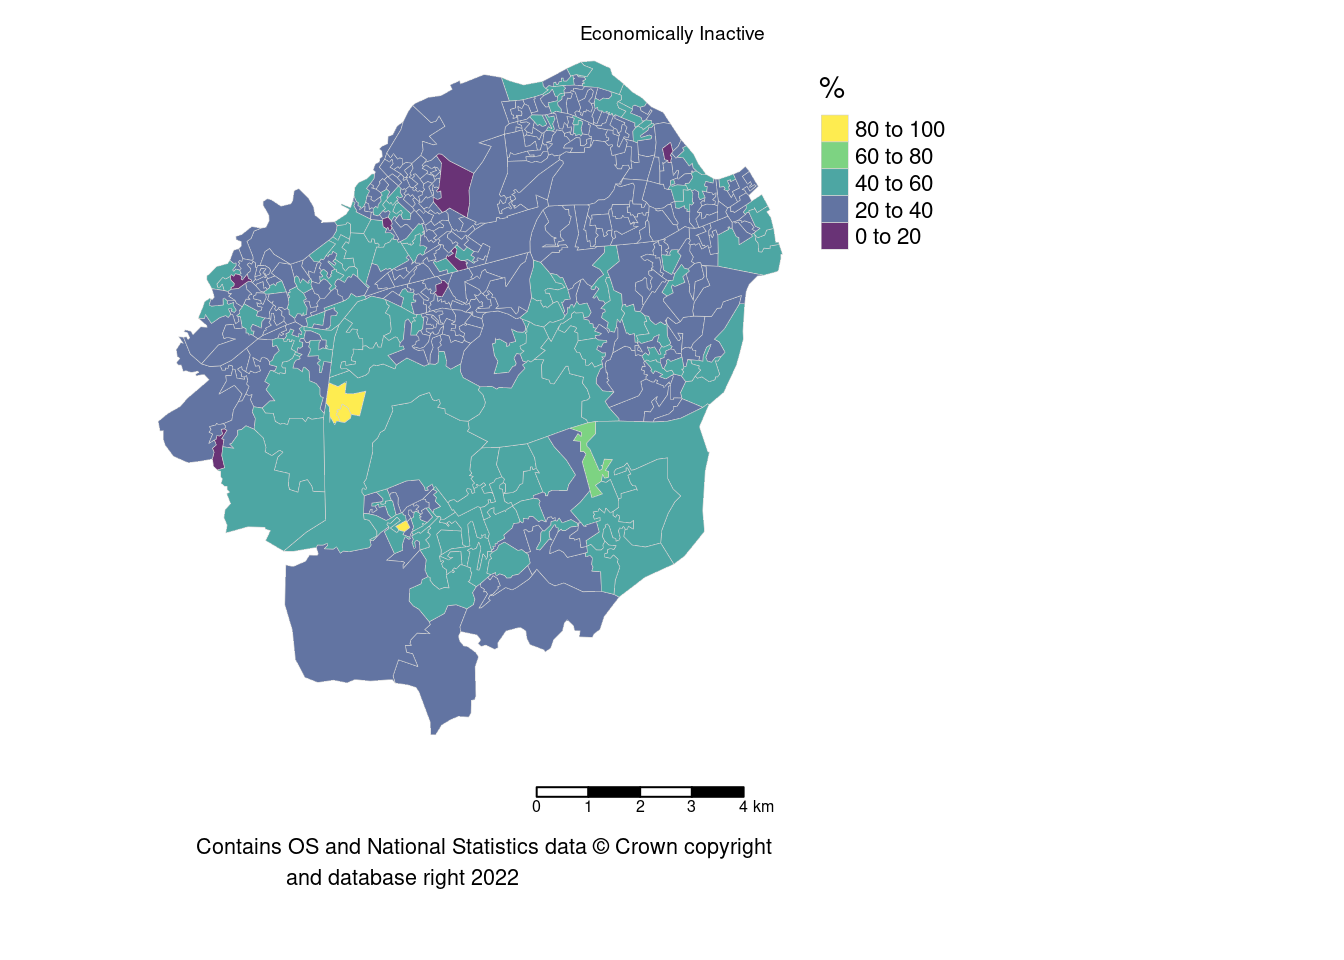 Economically Inactive
%
80 to 100
60 to 80
40 to 60
20 to 40
0 to 20
0 1 2 3 4 km
Contains OS and National Statistics data © Crown copyright
and database right 2022